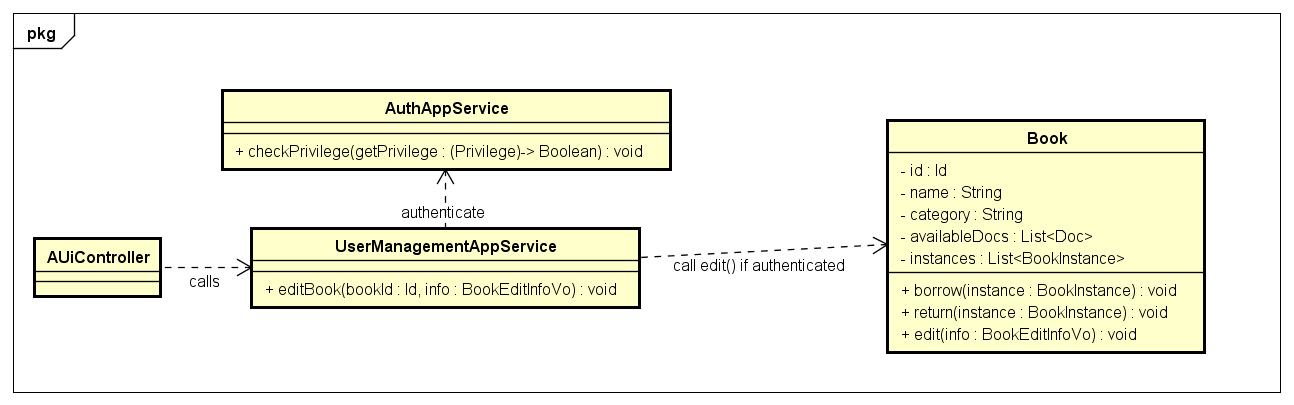 pkg
AuthAppService
+ checkPrivilege(getPrivilege : (Privilege)-> Boolean) : void
authenticate
AUiController
calls
UserManagementAppService
+ editBook(bookId : Id, info : BookEditInfoVo) : void
call edit() if authenticated
Book
- id : Id
- name : String
- category : String
- availableDocs : List<Doc>
- instances : List<BookInstance>
+ borrow(instance : BookInstance) : void
+ return(instance : BookInstance) : void
+ edit(info : BookEditInfoVo) : void